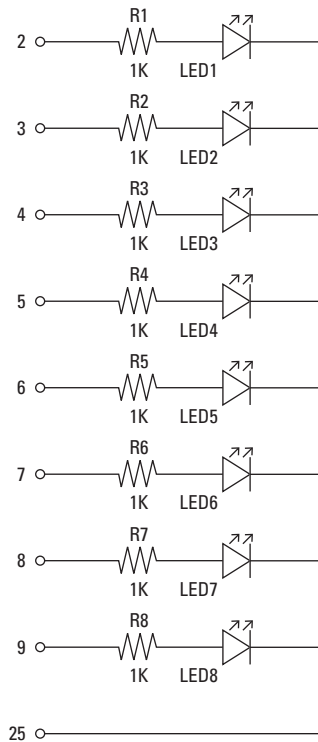 R1
2
1K LED1
R2
3
1K LED2
R3
4
1K LED3
R4
5
1K LED4
R5
6
1K LED5
R6
7
1K LED6
R7
8
1K LED7
R8
9
1K LED8
25